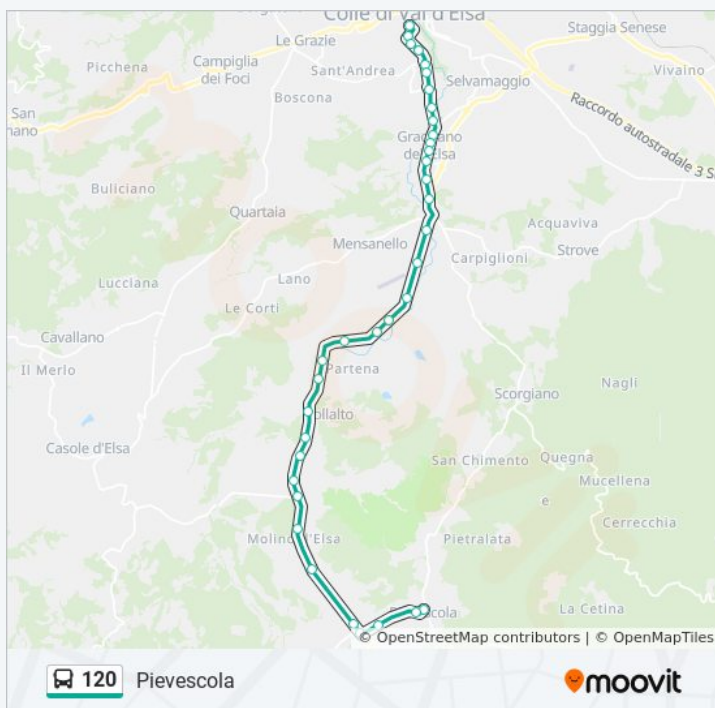 Colle di Val d'Elsa
Staggia Senese
Le Grazie
Picchena
Campiglia
dei Foci
Sant'Andrea
Vivaino
Selvamaggio
Boscona
San
Raccordo autostradale 3 S
Gracciano
dell'Elsa
Buliciano
Quartaia
Mensanello
Acquaviva
Strove
Carpiglioni
Lano
Lucciana
Le Corti
Cavallano
Il Merlo
Partena
Nagli
Scorgiano
Collalto
Casole d'Elsa
San Chimento
Quegna
Mucellena
e
Cerrecchia
Molino d'Elsa
Pietralata
La Cetina
© OpenStreetMap contributors | © OpenMapTiles
120 Pievescola
moovit